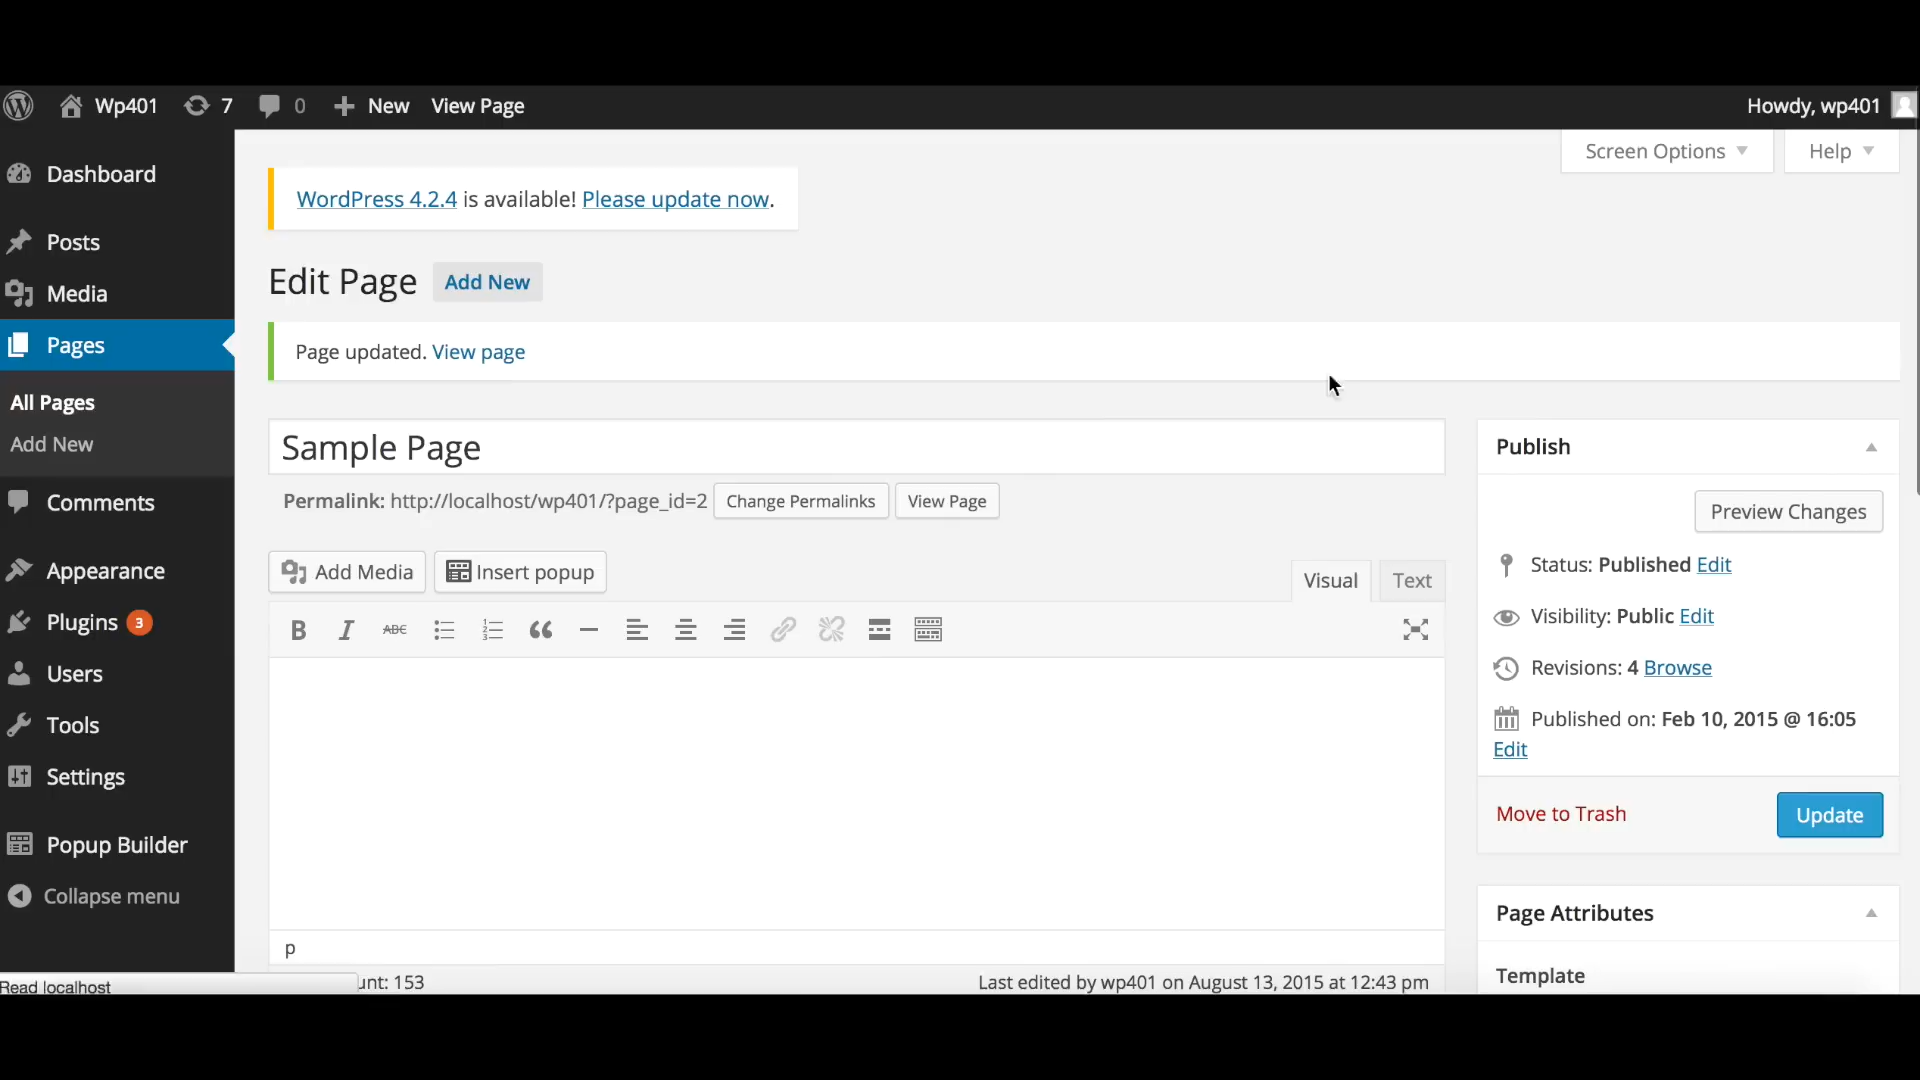 Wp401 7 0 New View Page Howdy, wp401
Screen Options Help
Dashboard
WordPress 4.2.4 is available! Please update now.
Posts
Media
Pages
All Pages
Add New
Comments
Appearance
Plugins 3
Users
Tools
Settings
Popup Builder
Collapse menu
Edit Page Add New
Page updated. View page
Sample Page
Permalink: http://localhost/wp401/?page_id=2 Change Permalinks View Page
Add Media Insert popup Visual Text
B I ABC
p
unt: 153 Last edited by wp401 on August 13, 2015 at 12:43 pm
Publish
Preview Changes
Status: Published Edit
Visibility: Public Edit
Revisions: 4 Browse
Published on: Feb 10, 2015 @ 16:05
Edit
Move to Trash Update
Page Attributes
Template
Read localhost